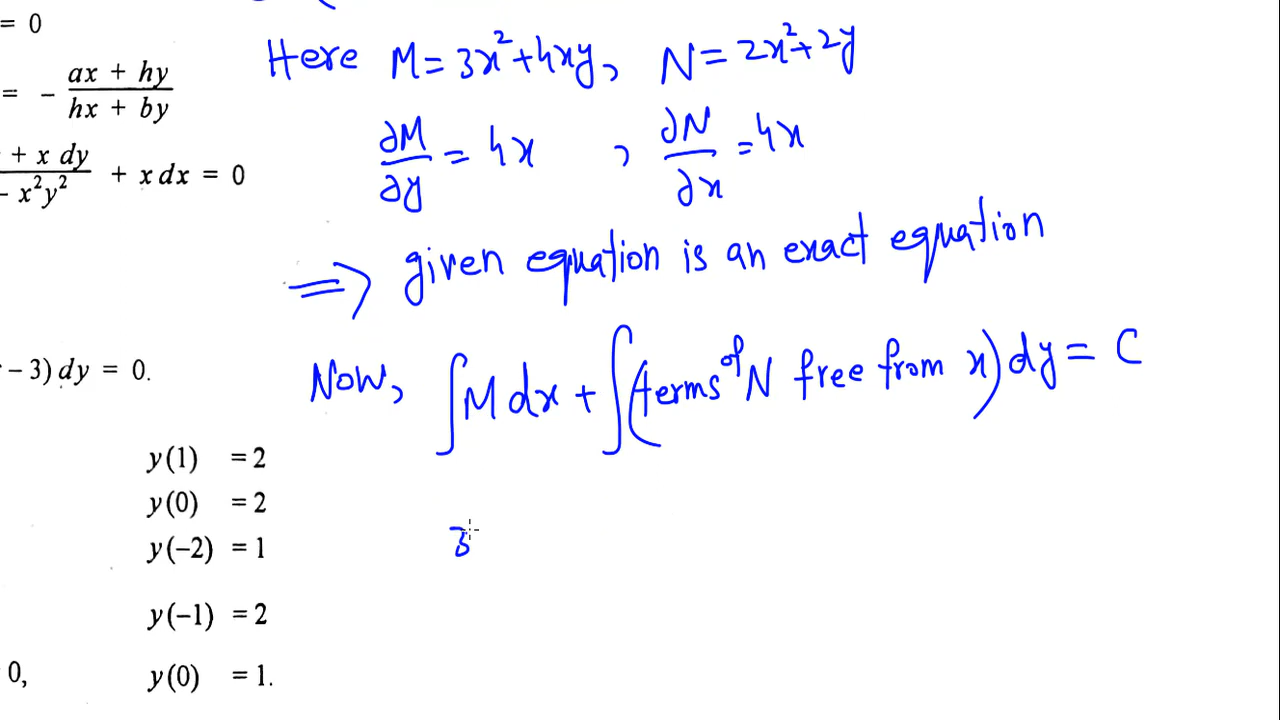 = 0
Here M = 3x² + 4xy, N = 2x² + 2y
= - ax + hy / hx + by
∂M/∂y = 4x , ∂N/∂x = 4x
+ x dy / - x²y² + x dx = 0
⇒ given equation is an exact equation
- 3) dy = 0.
Now, ∫M dx + ∫(terms of N free from x) dy = C
y(1) = 2
y(0) = 2
y(-2) = 1
3
y(-1) = 2
0, y(0) = 1.